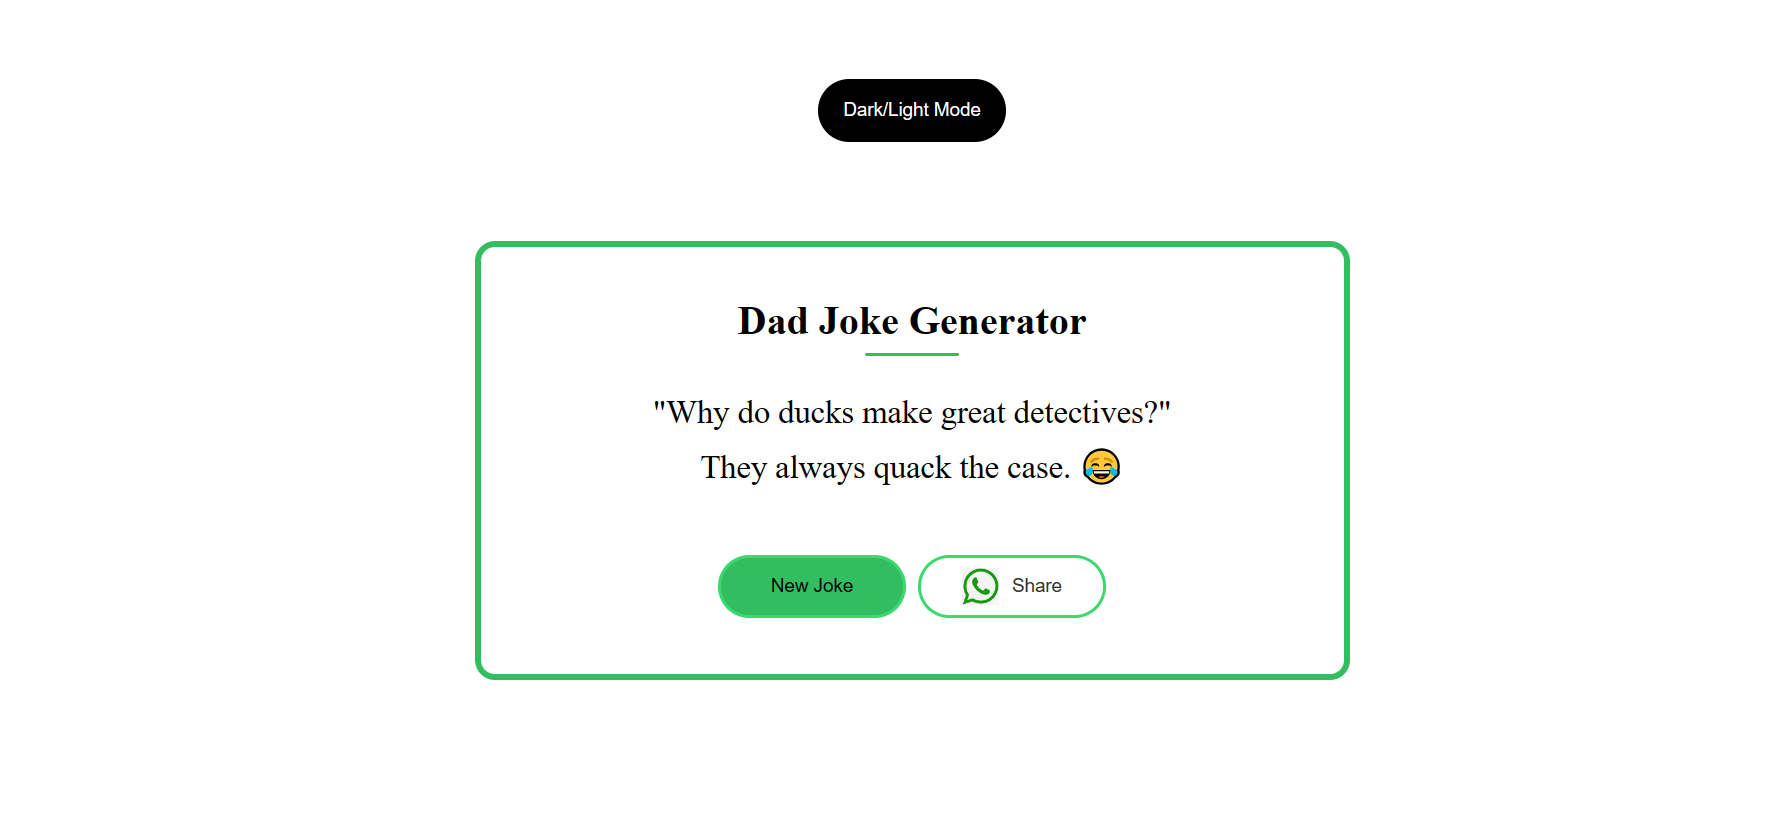 Dark/Light Mode
Dad Joke Generator
"Why do ducks make great detectives?"
They always quack the case. 😂
New Joke
Share